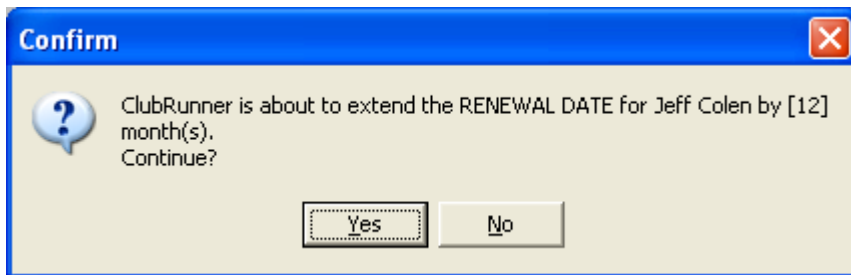 Confirm
ClubRunner is about to extend the RENEWAL DATE for Jeff Colen by [12]
month(s).
Continue?
Yes No